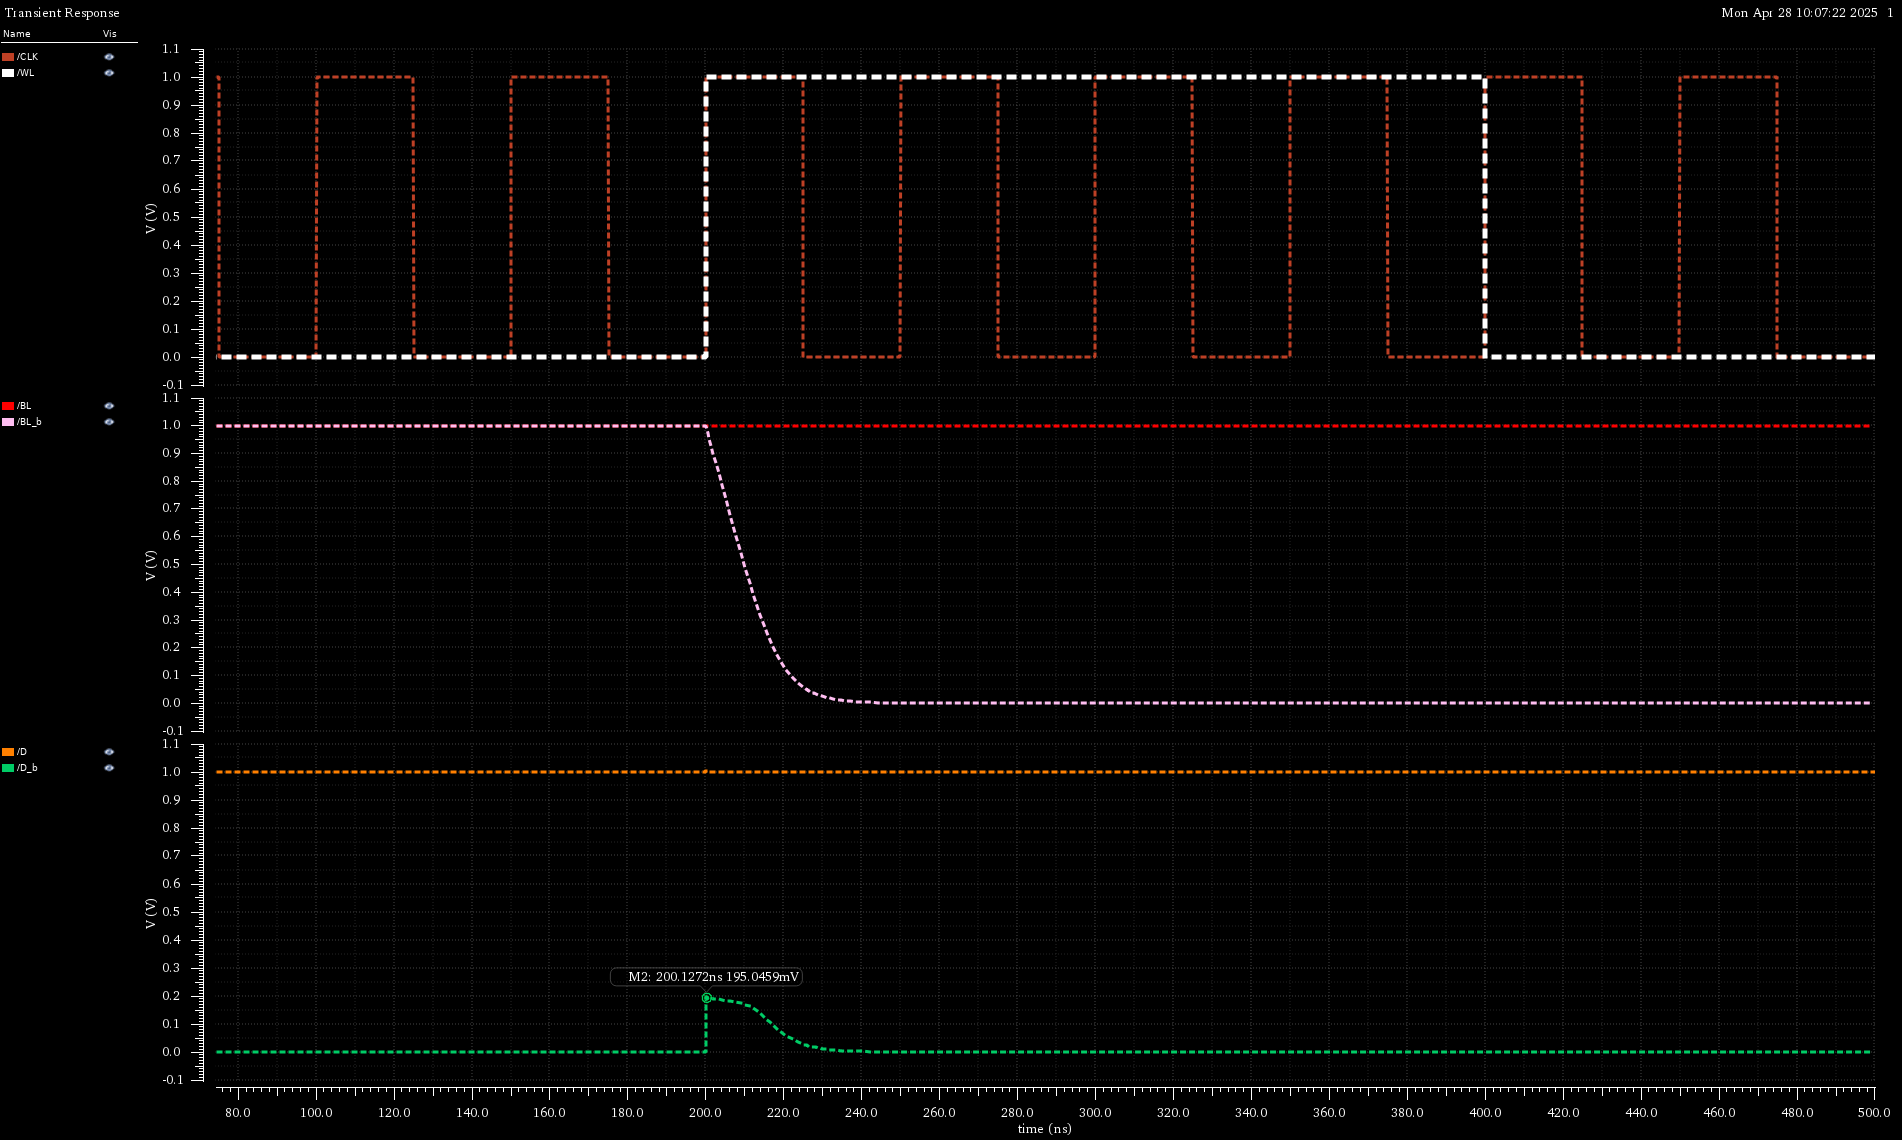 Transient Response
Mon Apr 28 10:07:22 2025 1
Name Vis
/CLK
/WL
1.1
1.0
0.9
0.8
0.7
0.6
0.5
0.4
0.3
0.2
0.1
0.0
-0.1
V (V)
/BL
/BL_b
1.1
1.0
0.9
0.8
0.7
0.6
0.5
0.4
0.3
0.2
0.1
0.0
-0.1
V (V)
/D
/D_b
1.1
1.0
0.9
0.8
0.7
0.6
0.5
0.4
0.3
0.2
0.1
0.0
-0.1
V (V)
M2: 200.1272ns 195.0459mV
80.0 100.0 120.0 140.0 160.0 180.0 200.0 220.0 240.0 260.0 280.0 300.0 320.0 340.0 360.0 380.0 400.0 420.0 440.0 460.0 480.0 500.0
time (ns)